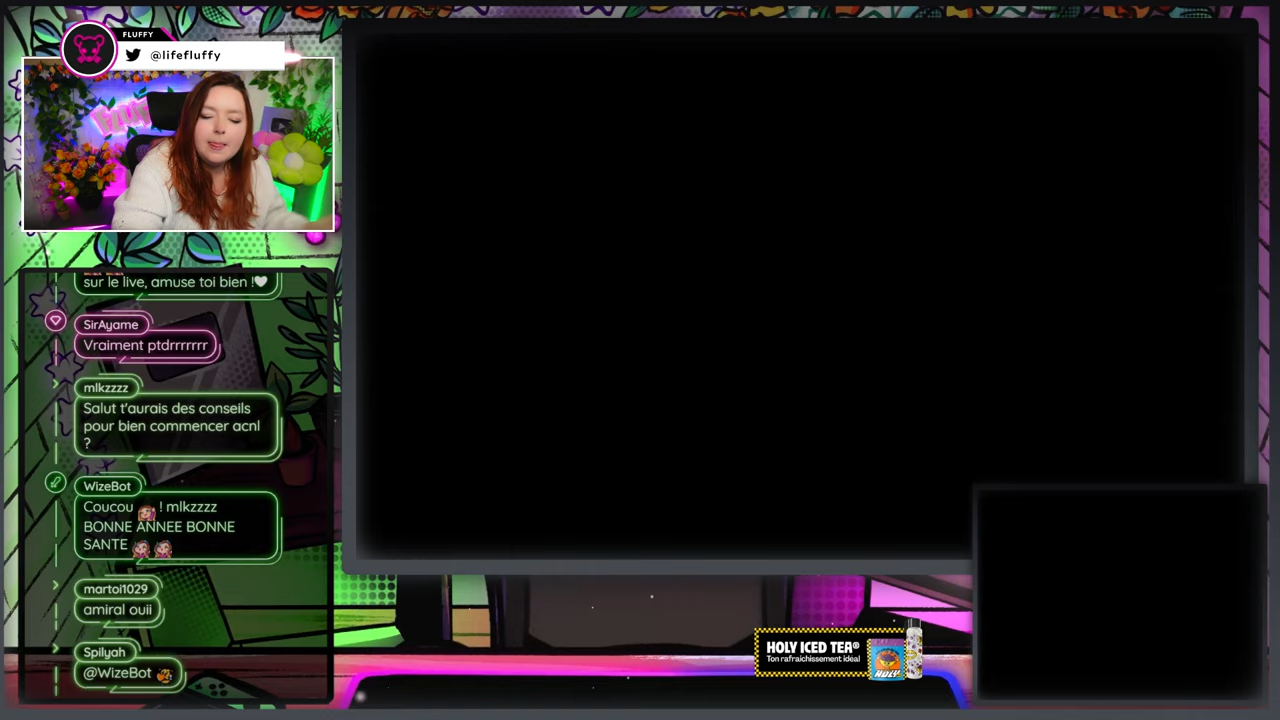 FLUFFY
@lifefluffy
sur le live, amuse toi bien !
SirAyame
Vraiment ptdrrrrrrr
mlkzzzz
Salut t'aurais des conseils
pour bien commencer acnl
?
WizeBot
Coucou ! mlkzzzz
BONNE ANNEE BONNE
SANTE
martoi1029
amiral ouii
Spilyah
@WizeBot
HOLY ICED TEA®
Ton rafraichissement idéal
HOLY